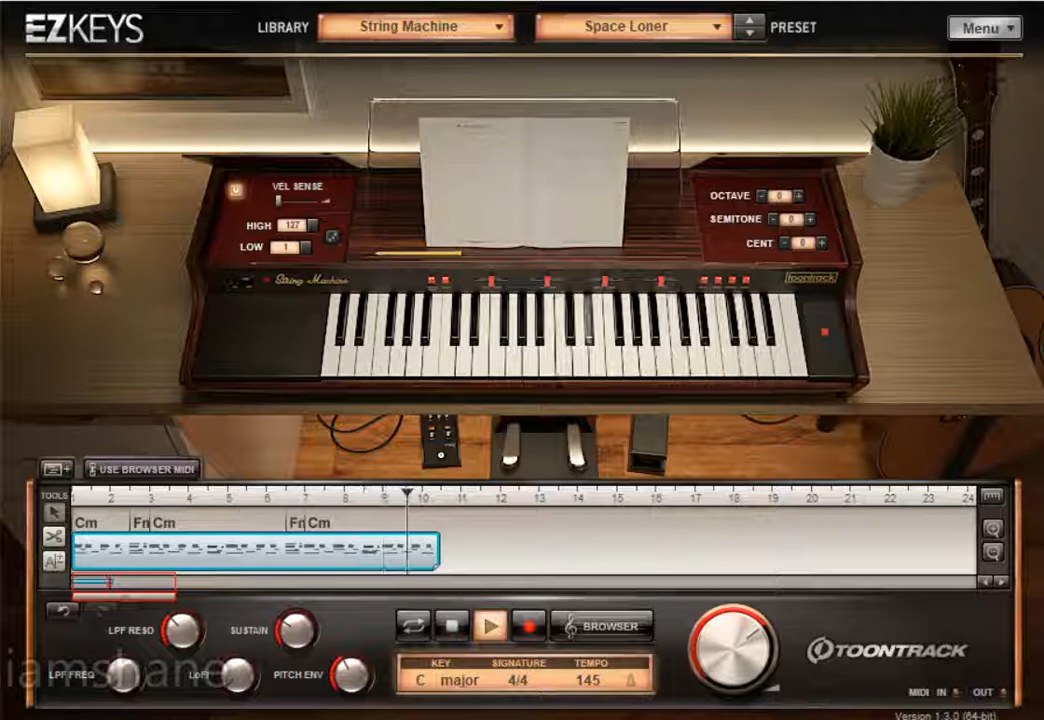 EZKEYS
LIBRARY
String Machine
Space Loner
PRESET
Menu
VEL SENSE
HIGH
127
LOW
1
OCTAVE
- 0 +
SEMITONE
- 0 +
CENT
- 0 +
String Machine
toontrack
USE BROWSER MIDI
TOOLS
2 3 4 5 6 7 8 9 10 11 12 13 14 15 16 17 18 19 20 21 22 23 24
Cm
Cm
Cm
LPF RESO
SUSTAIN
BROWSER
LPF FREQ
LoFi
PITCH ENV
KEY
SIGNATURE
TEMPO
C major
4/4
145
TOONTRACK
MIDI IN
OUT
Version 1.3.0 (64-bit)
iamshane